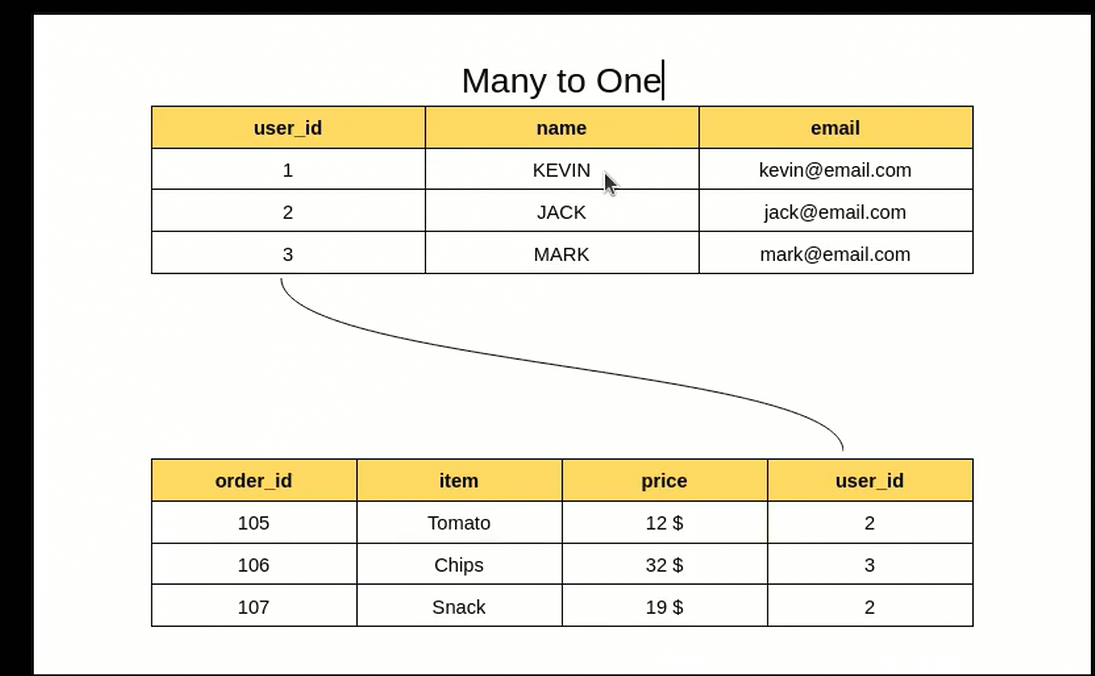 Many to One
user_id name email
1 KEVIN kevin@email.com
2 JACK jack@email.com
3 MARK mark@email.com
order_id item price user_id
105 Tomato 12 $ 2
106 Chips 32 $ 3
107 Snack 19 $ 2